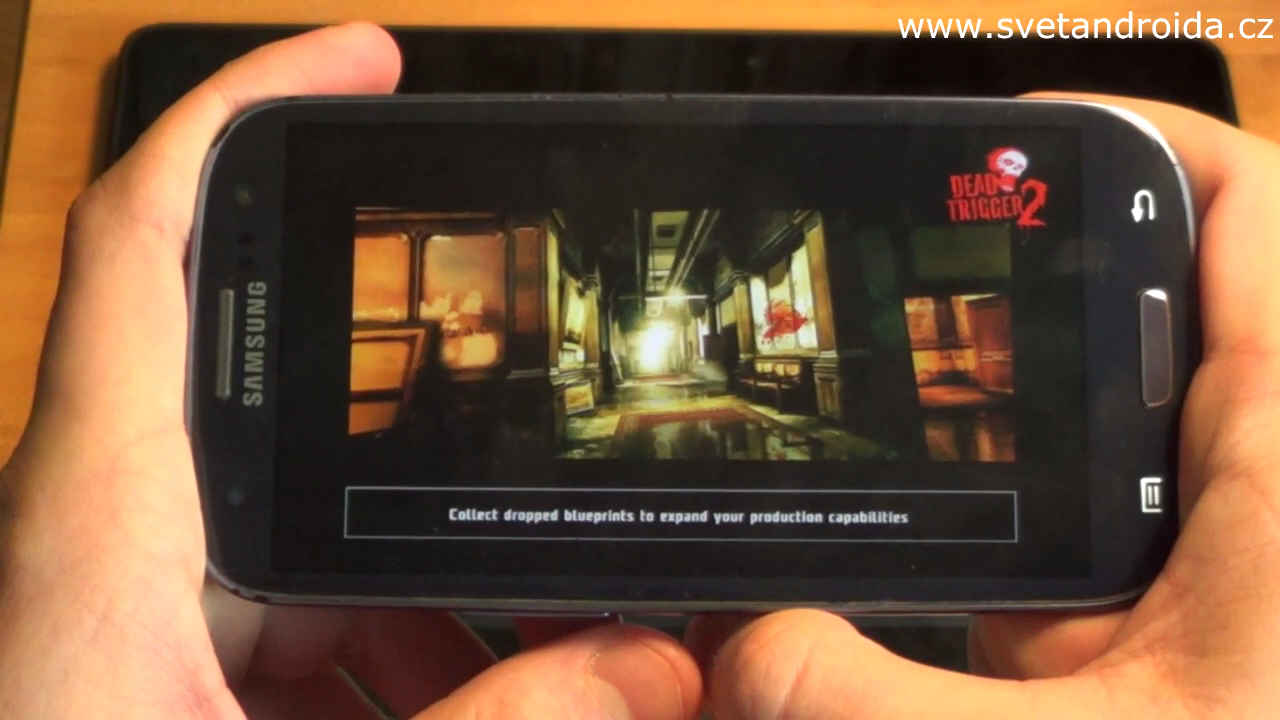 www.svetandroida.cz
SAMSUNG
DEAD
TRIGGER 2
Collect dropped blueprints to expand your production capabilities